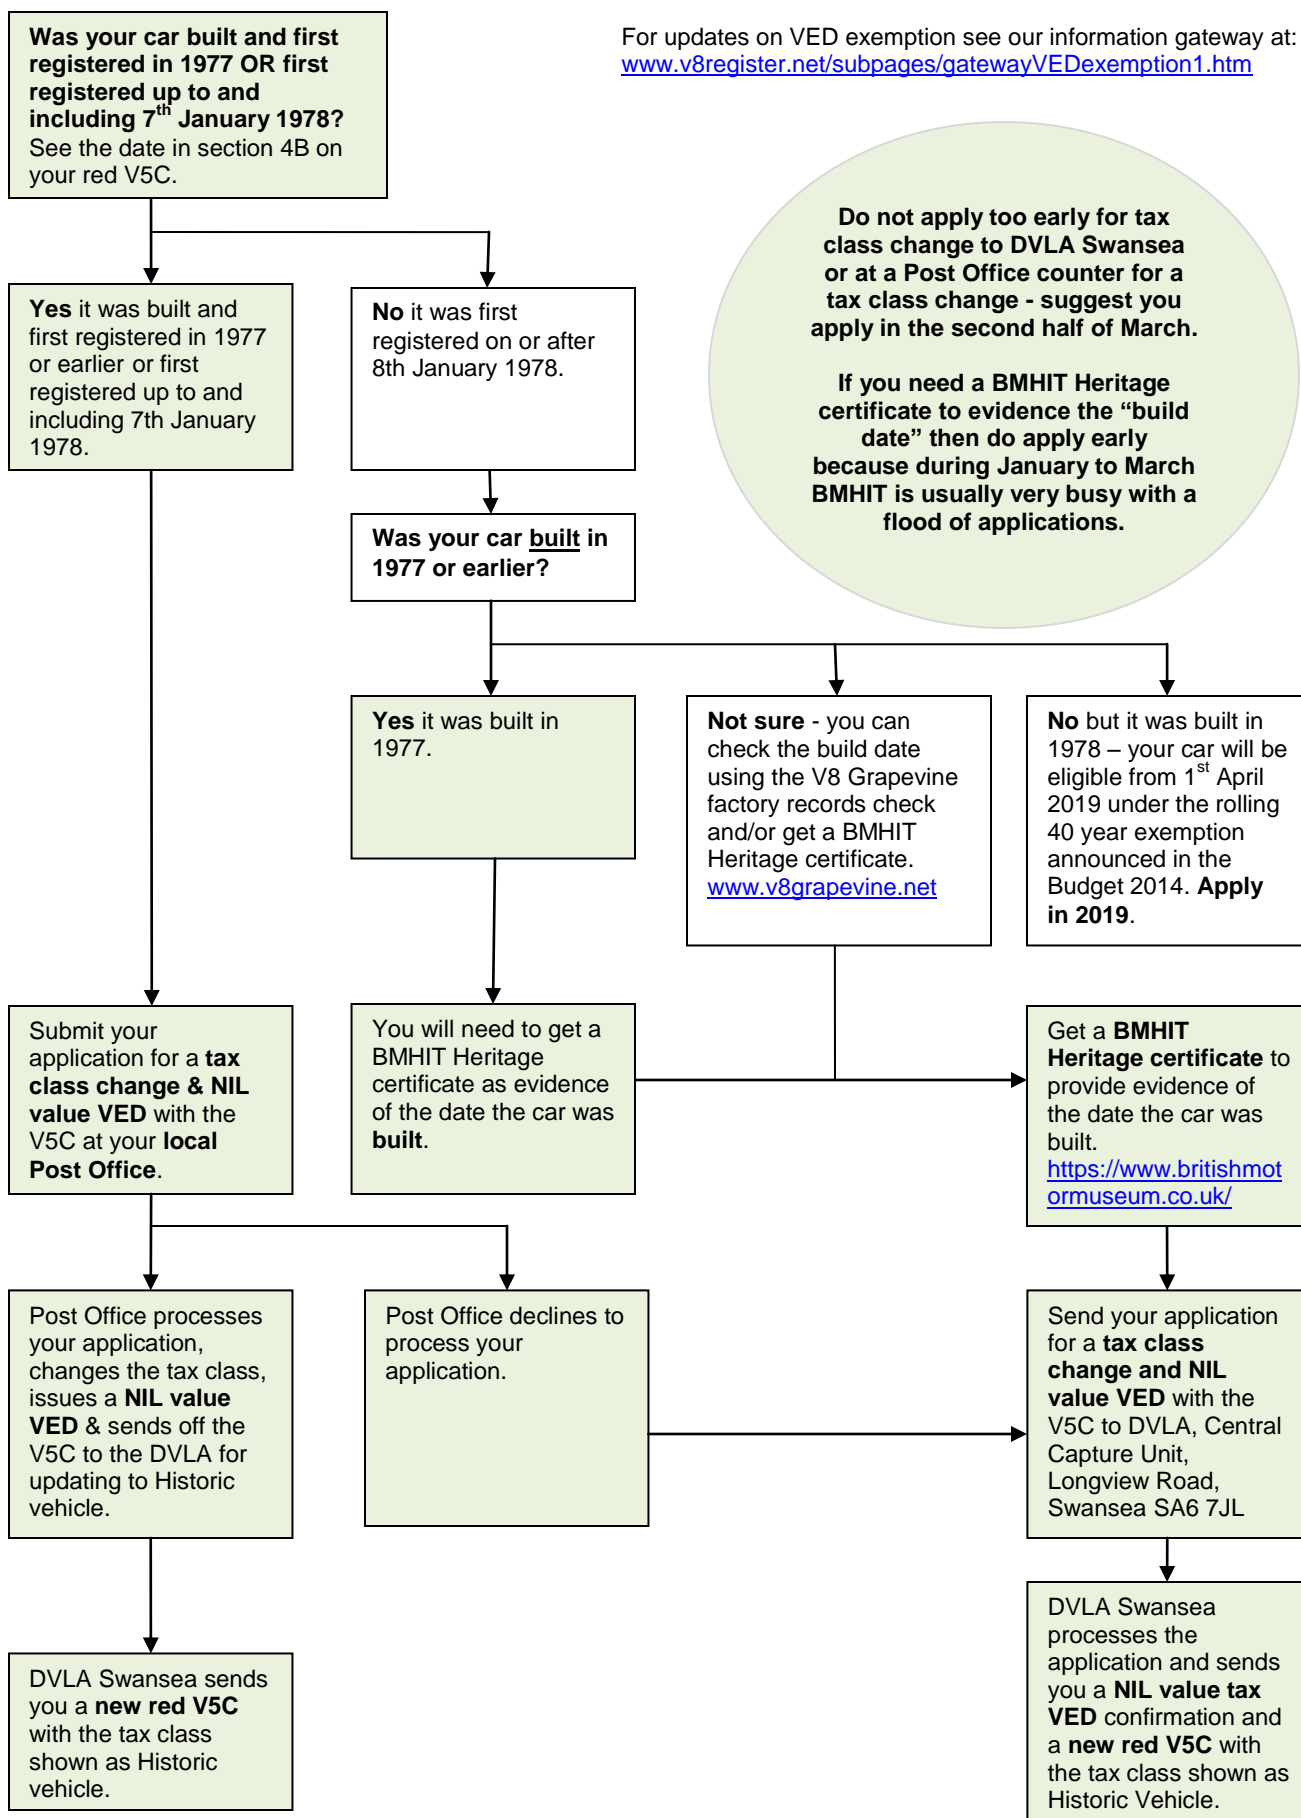 Was your car built and first
registered in 1977 OR first
registered up to and
including 7th January 1978?
See the date in section 4B on
your red V5C.
For updates on VED exemption see our information gateway at:
www.v8register.net/subpages/gatewayVEDexemption1.htm
Do not apply too early for tax
class change to DVLA Swansea
or at a Post Office counter for a
tax class change - suggest you
apply in the second half of March.
If you need a BMHIT Heritage
certificate to evidence the “build
date” then do apply early
because during January to March
BMHIT is usually very busy with a
flood of applications.
Yes it was built and
first registered in 1977
or earlier or first
registered up to and
including 7th January
1978.
No it was first
registered on or after
8th January 1978.
Was your car built in
1977 or earlier?
Yes it was built in
1977.
Not sure - you can
check the build date
using the V8 Grapevine
factory records check
and/or get a BMHIT
Heritage certificate.
www.v8grapevine.net
No but it was built in
1978 – your car will be
eligible from 1st April
2019 under the rolling
40 year exemption
announced in the
Budget 2014. Apply
in 2019.
Submit your
application for a tax
class change & NIL
value VED with the
V5C at your local
Post Office.
You will need to get a
BMHIT Heritage
certificate as evidence
of the date the car was
built.
Get a BMHIT
Heritage certificate to
provide evidence of
the date the car was
built.
https://www.britishmot
ormuseum.co.uk/
Post Office processes
your application,
changes the tax class,
issues a NIL value
VED & sends off the
V5C to the DVLA for
updating to Historic
vehicle.
Post Office declines to
process your
application.
Send your application
for a tax class
change and NIL
value VED with the
V5C to DVLA, Central
Capture Unit,
Longview Road,
Swansea SA6 7JL
DVLA Swansea sends
you a new red V5C
with the tax class
shown as Historic
vehicle.
DVLA Swansea
processes the
application and sends
you a NIL value tax
VED confirmation and
a new red V5C with
the tax class shown as
Historic Vehicle.